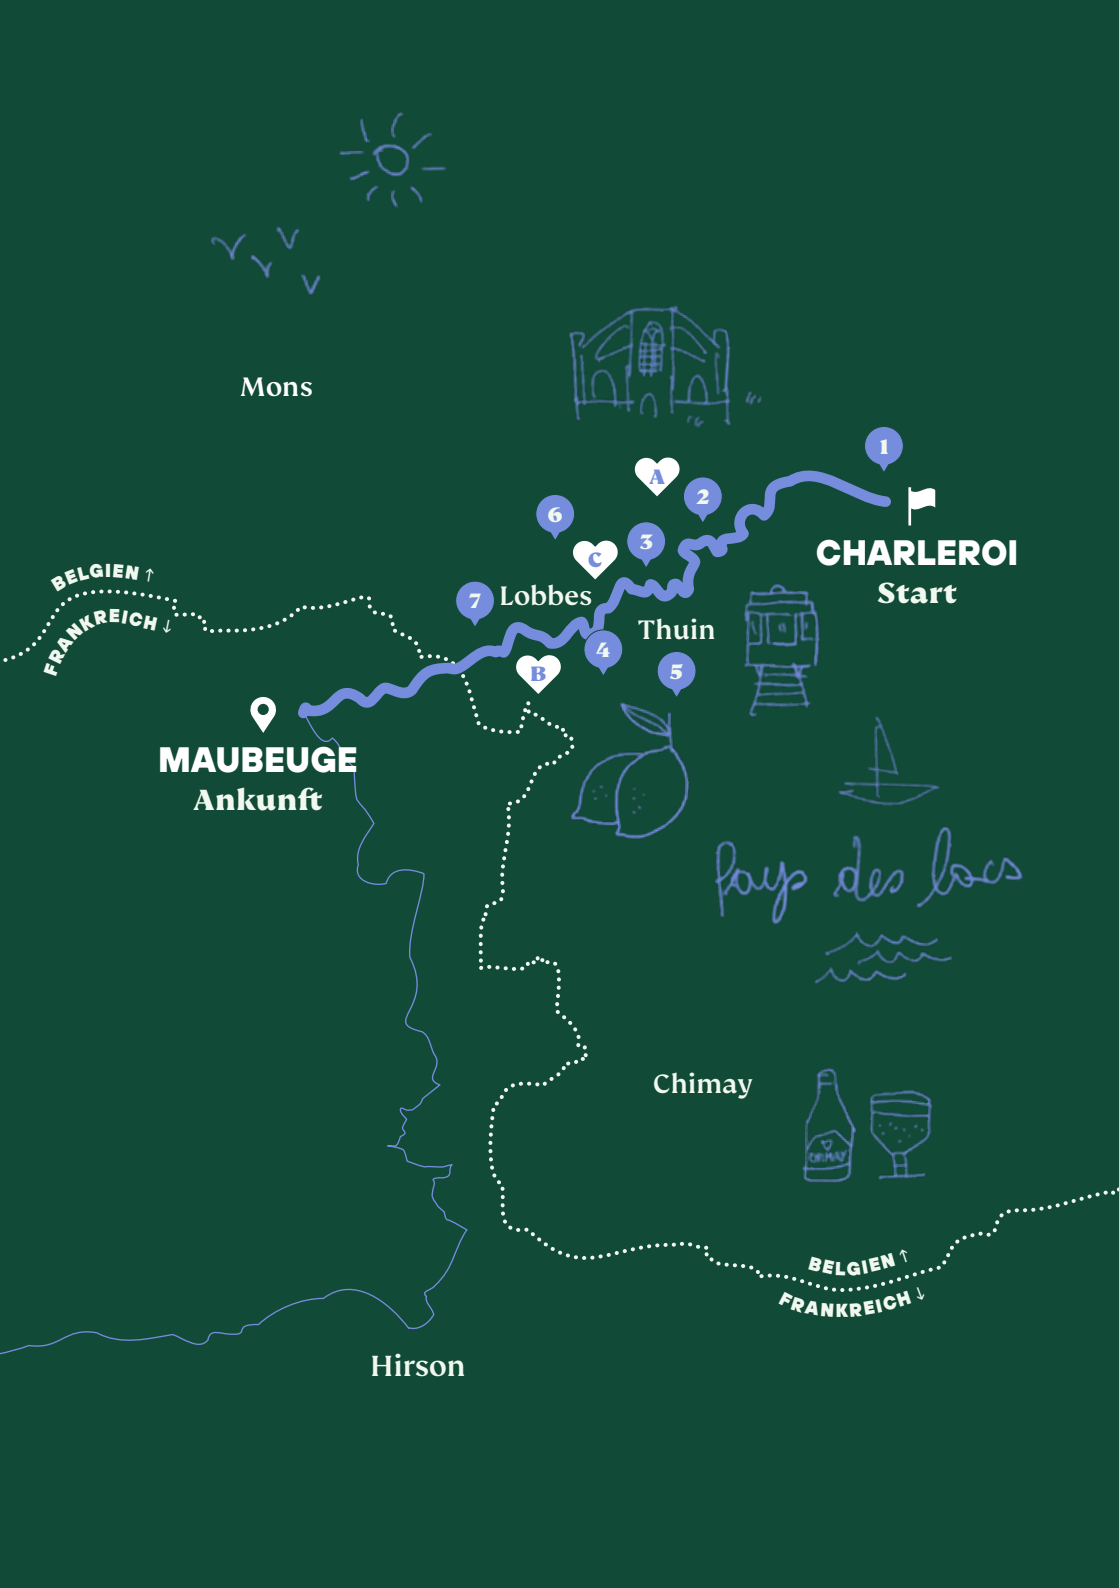 Mons
1
A
2
6
3
C
CHARLEROI
Start
BELGIEN ↑
FRANKREICH ↓
7
Lobbes
Thuin
4
B
5
MAUBEUGE
Ankunft
Pays des lacs
Chimay
CHIMAY
BELGIEN ↑
FRANKREICH ↓
Hirson